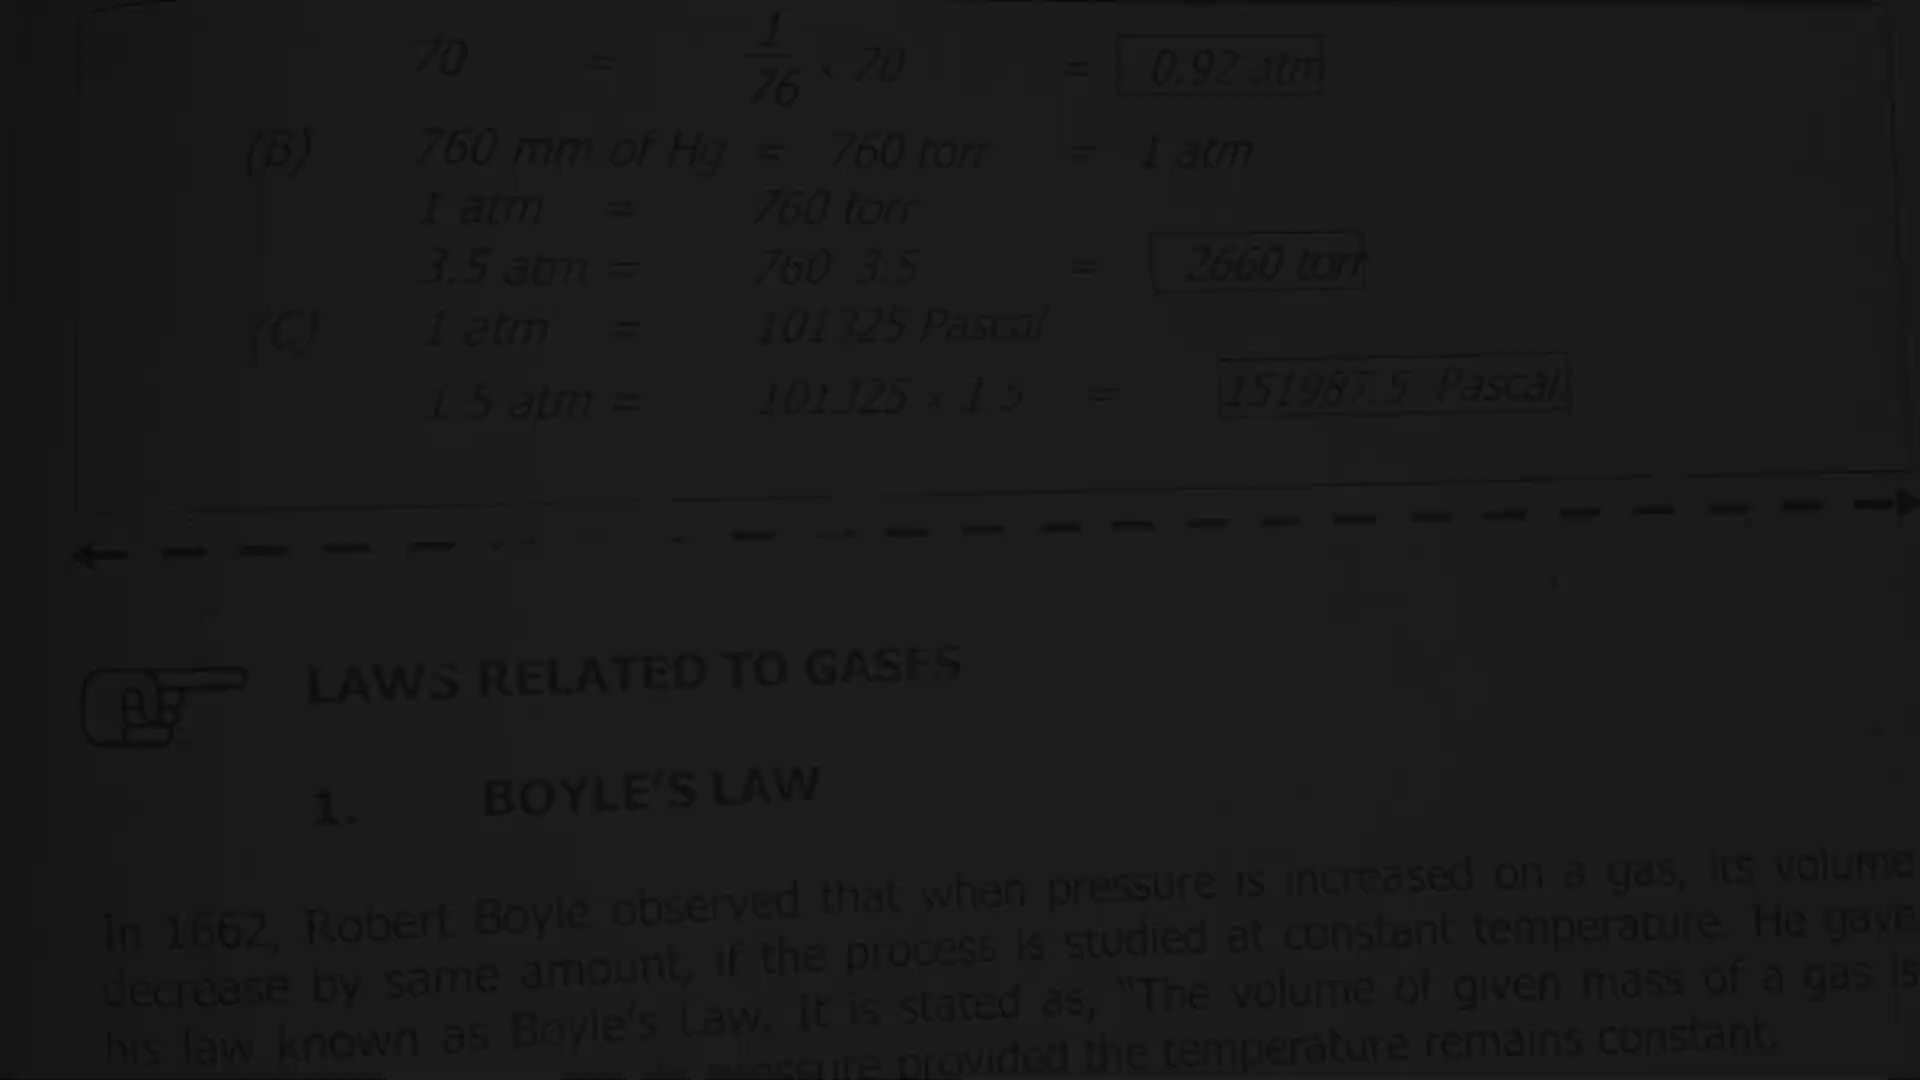 70 = 1/76 × 70 = 0.92 atm
(B) 760 mm of Hg = 760 torr = 1 atm
1 atm = 760 torr
3.5 atm = 760 3.5 = 2660 torr
(C) 1 atm = 101325 Pascal
1.5 atm = 101325 × 1.5 = 151987.5 Pascal.
LAWS RELATED TO GASES
1. BOYLE'S LAW
In 1662, Robert Boyle observed that when pressure is increased on a gas, its volume
decrease by same amount, if the process is studied at constant temperature. He gave
his law known as Boyle's Law. It is stated as, "The volume of given mass of a gas is
pressure provided the temperature remains constant.